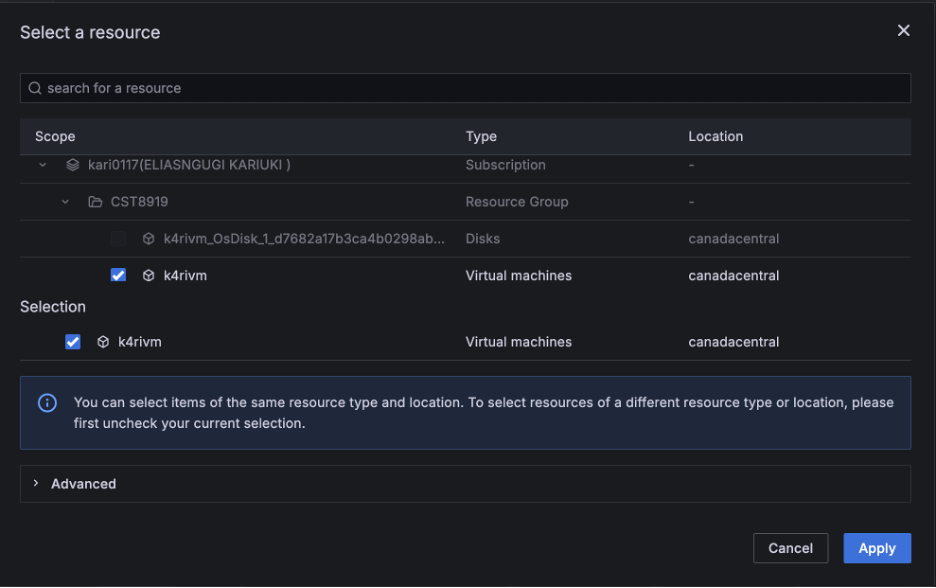 Select a resource
search for a resource
Scope Type Location
kari0117(ELIASNGUGI KARIUKI ) Subscription -
CST8919 Resource Group -
k4rivm_OsDisk_1_d7682a17b3ca4b0298ab... Disks canadacentral
k4rivm Virtual machines canadacentral
Selection
k4rivm Virtual machines canadacentral
You can select items of the same resource type and location. To select resources of a different resource type or location, please
first uncheck your current selection.
Advanced
Cancel Apply